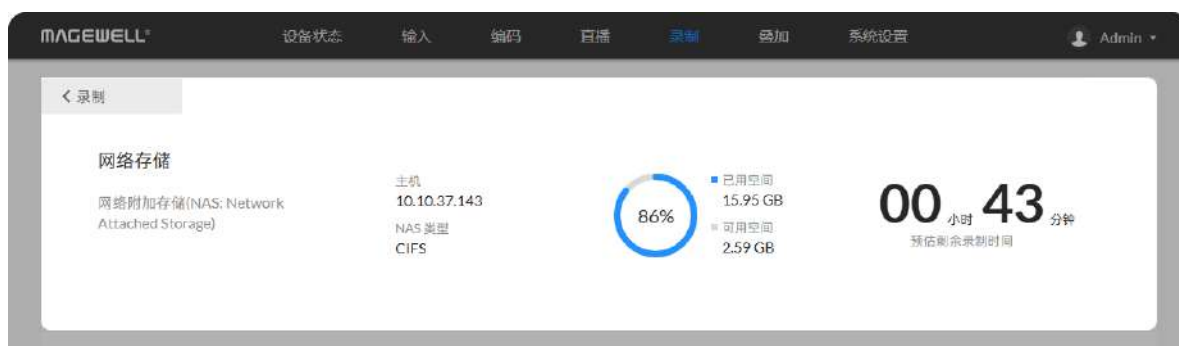 MAGEWELL®
设备状态 输入 编码 直播 录制 叠加 系统设置 Admin
录制
网络存储
网络附加存储(NAS: Network
Attached Storage)
主机
10.10.37.143
NAS 类型
CIFS
86%
已用空间
15.95 GB
可用空间
2.59 GB
00 小时 43 分钟
预估剩余录制时间